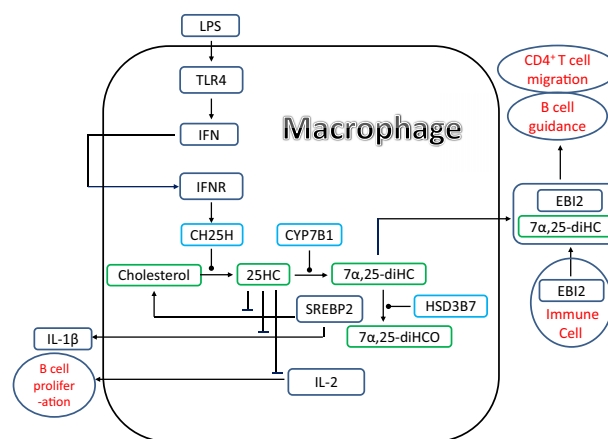 LPS
TLR4
IFN
IFNR
CH25H
Macrophage
CYP7B1
Cholesterol
25HC
7α,25-diHC
SREBP2
HSD3B7
7α,25-diHCO
IL-1β
IL-2
B cell
prolifer
-ation
CD4⁺ T cell
migration
B cell
guidance
EBI2
7α,25-diHC
EBI2
Immune
Cell